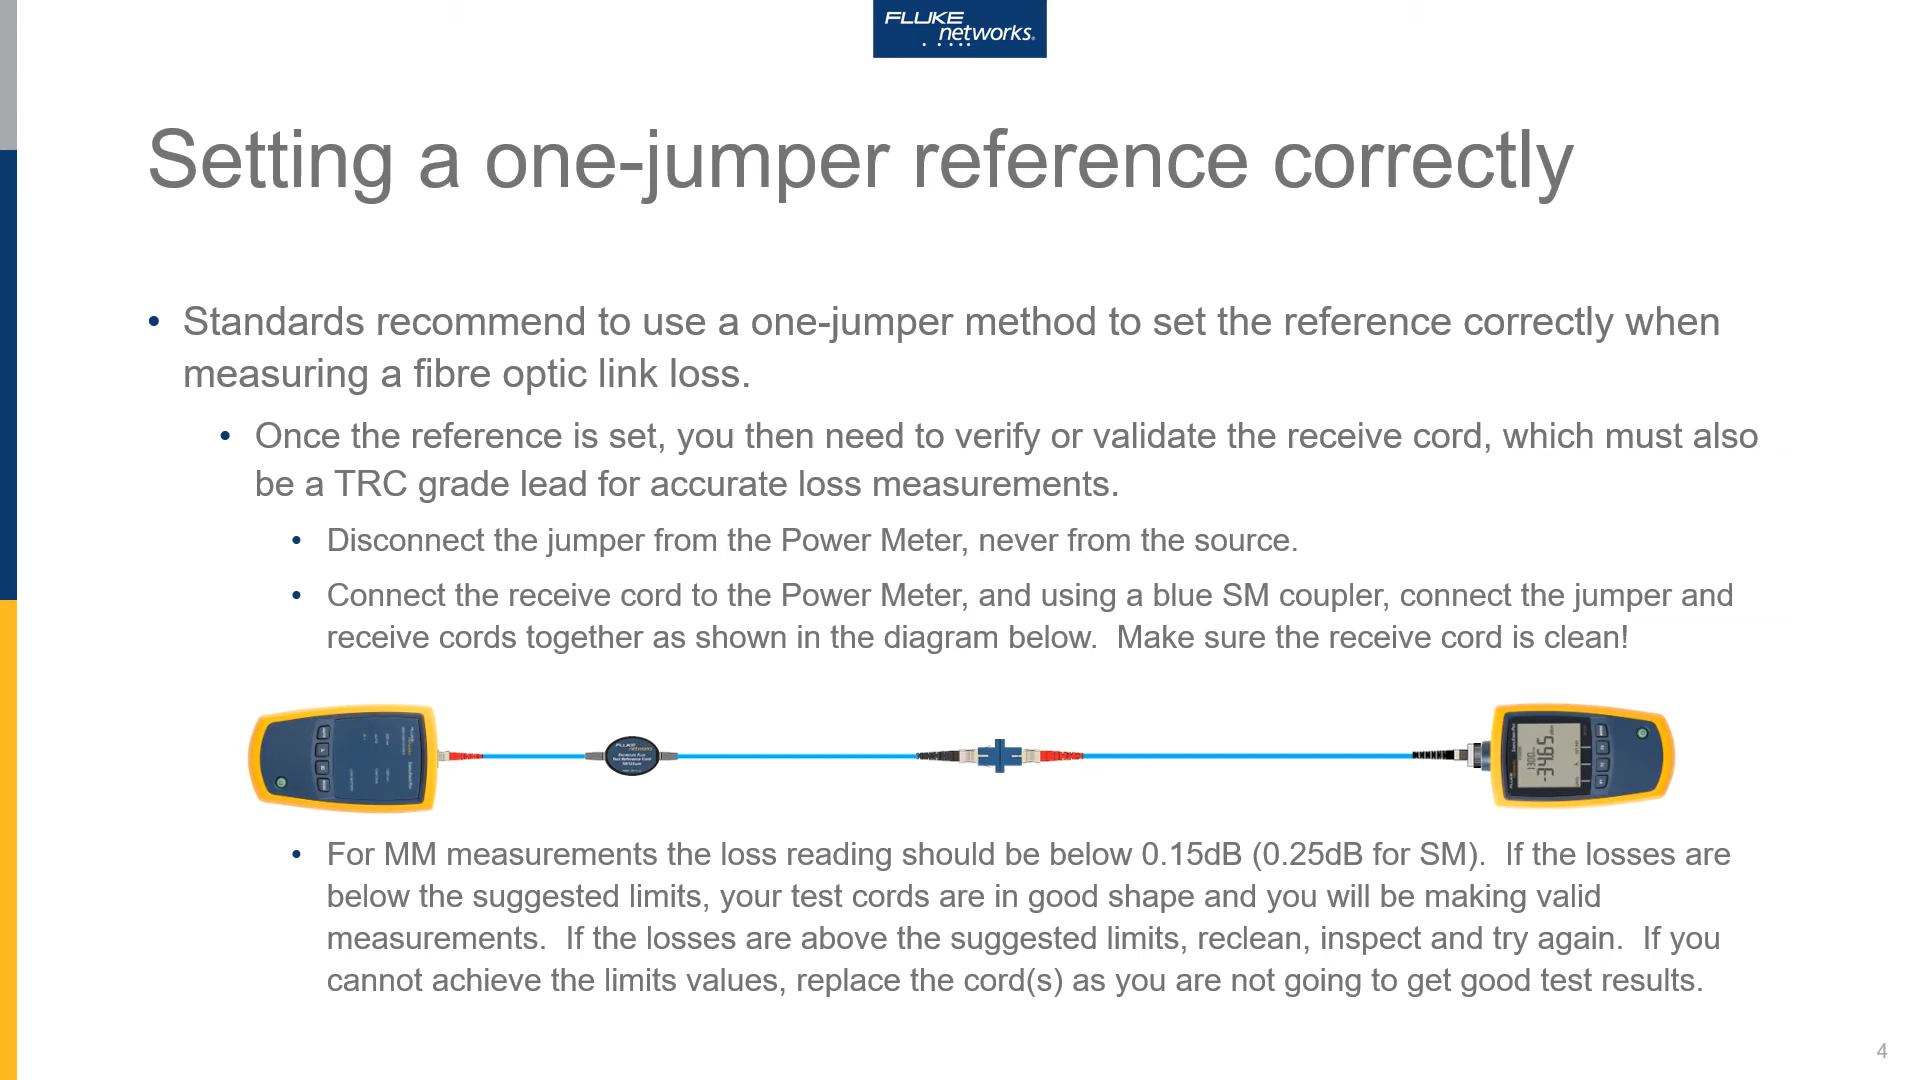 FLUKE
networks®
Setting a one-jumper reference correctly
• Standards recommend to use a one-jumper method to set the reference correctly when
measuring a fibre optic link loss.
• Once the reference is set, you then need to verify or validate the receive cord, which must also
be a TRC grade lead for accurate loss measurements.
• Disconnect the jumper from the Power Meter, never from the source.
• Connect the receive cord to the Power Meter, and using a blue SM coupler, connect the jumper and
receive cords together as shown in the diagram below.  Make sure the receive cord is clean!
FLUKE
networks
-34.65
1300
• For MM measurements the loss reading should be below 0.15dB (0.25dB for SM).  If the losses are
below the suggested limits, your test cords are in good shape and you will be making valid
measurements.  If the losses are above the suggested limits, reclean, inspect and try again.  If you
cannot achieve the limits values, replace the cord(s) as you are not going to get good test results.
4